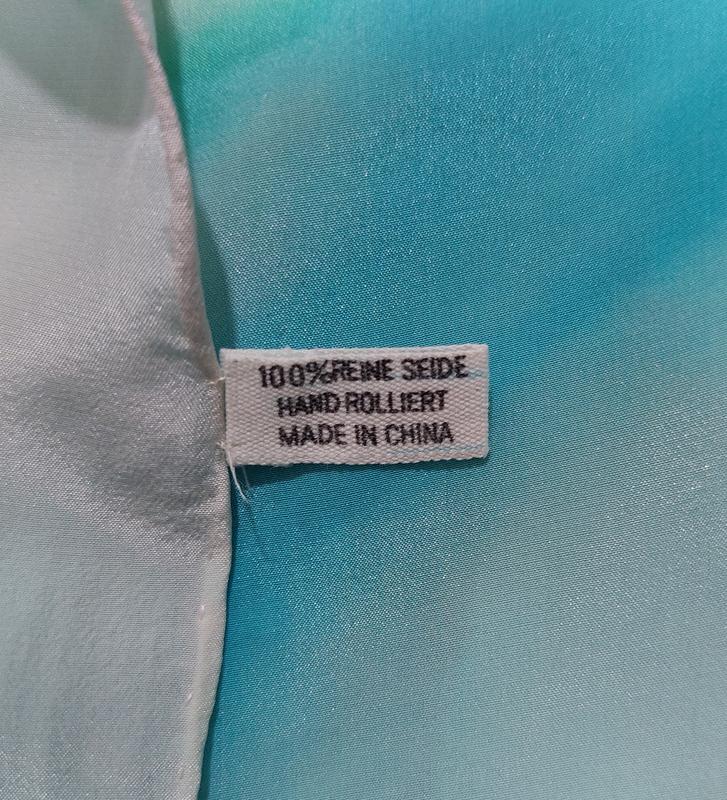 100%REINE SEIDE
HAND ROLLIERT
MADE IN CHINA